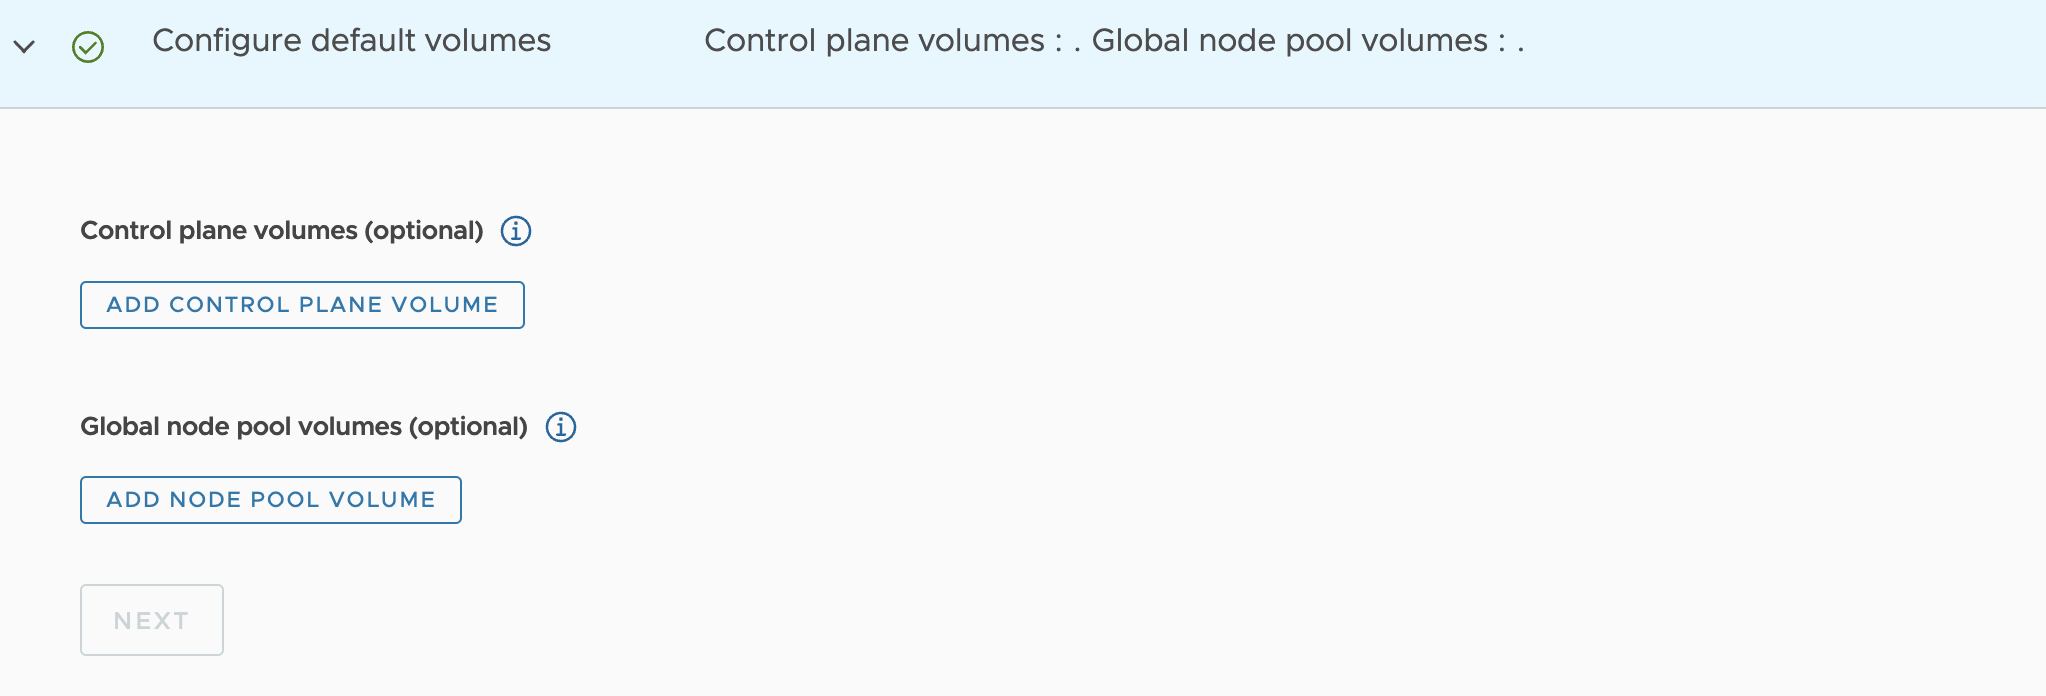 Configure default volumes
Control plane volumes : . Global node pool volumes : .
Control plane volumes (optional)
ADD CONTROL PLANE VOLUME
Global node pool volumes (optional)
ADD NODE POOL VOLUME
NEXT